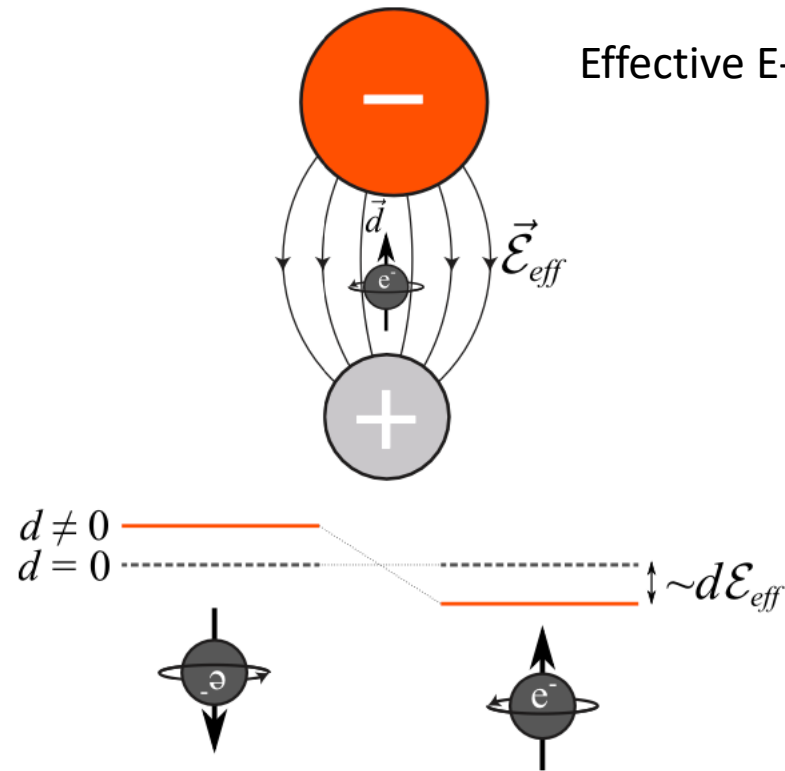 Effective E-
−
d⃗
e⁻
ℰ⃗eff
+
d ≠ 0
d = 0
~dℰeff
e⁻
e⁻